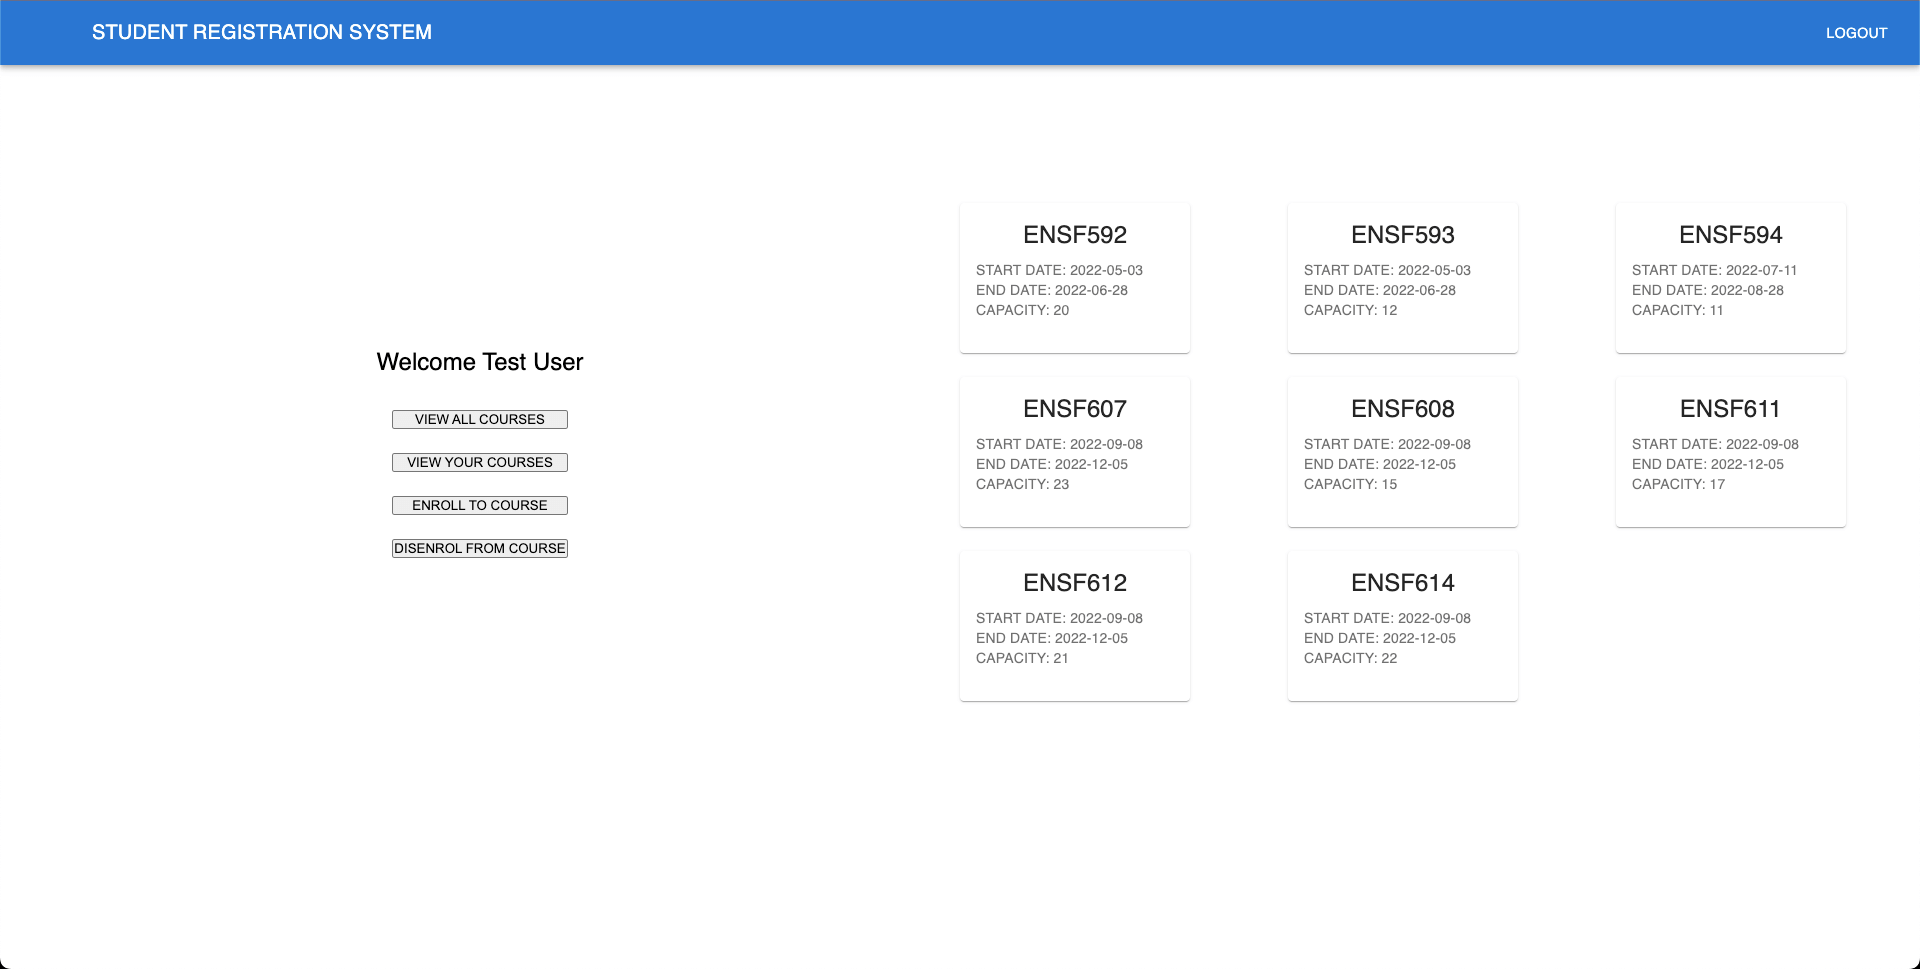 STUDENT REGISTRATION SYSTEM
LOGOUT
Welcome Test User
VIEW ALL COURSES
VIEW YOUR COURSES
ENROLL TO COURSE
DISENROL FROM COURSE
ENSF592
START DATE: 2022-05-03
END DATE: 2022-06-28
CAPACITY: 20
ENSF593
START DATE: 2022-05-03
END DATE: 2022-06-28
CAPACITY: 12
ENSF594
START DATE: 2022-07-11
END DATE: 2022-08-28
CAPACITY: 11
ENSF607
START DATE: 2022-09-08
END DATE: 2022-12-05
CAPACITY: 23
ENSF608
START DATE: 2022-09-08
END DATE: 2022-12-05
CAPACITY: 15
ENSF611
START DATE: 2022-09-08
END DATE: 2022-12-05
CAPACITY: 17
ENSF612
START DATE: 2022-09-08
END DATE: 2022-12-05
CAPACITY: 21
ENSF614
START DATE: 2022-09-08
END DATE: 2022-12-05
CAPACITY: 22